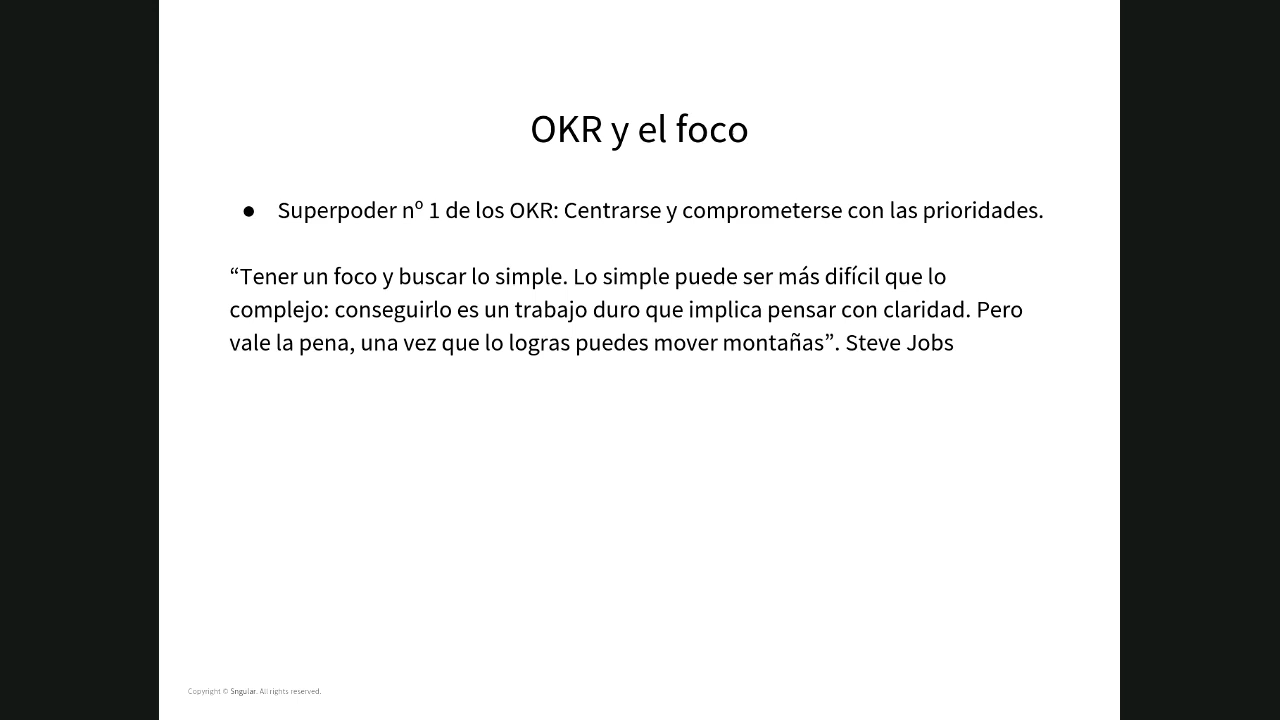 OKR y el foco
● Superpoder nº 1 de los OKR: Centrarse y comprometerse con las prioridades.
“Tener un foco y buscar lo simple. Lo simple puede ser más difícil que lo
complejo: conseguirlo es un trabajo duro que implica pensar con claridad. Pero
vale la pena, una vez que lo logras puedes mover montañas”. Steve Jobs
Copyright © Sngular. All rights reserved.